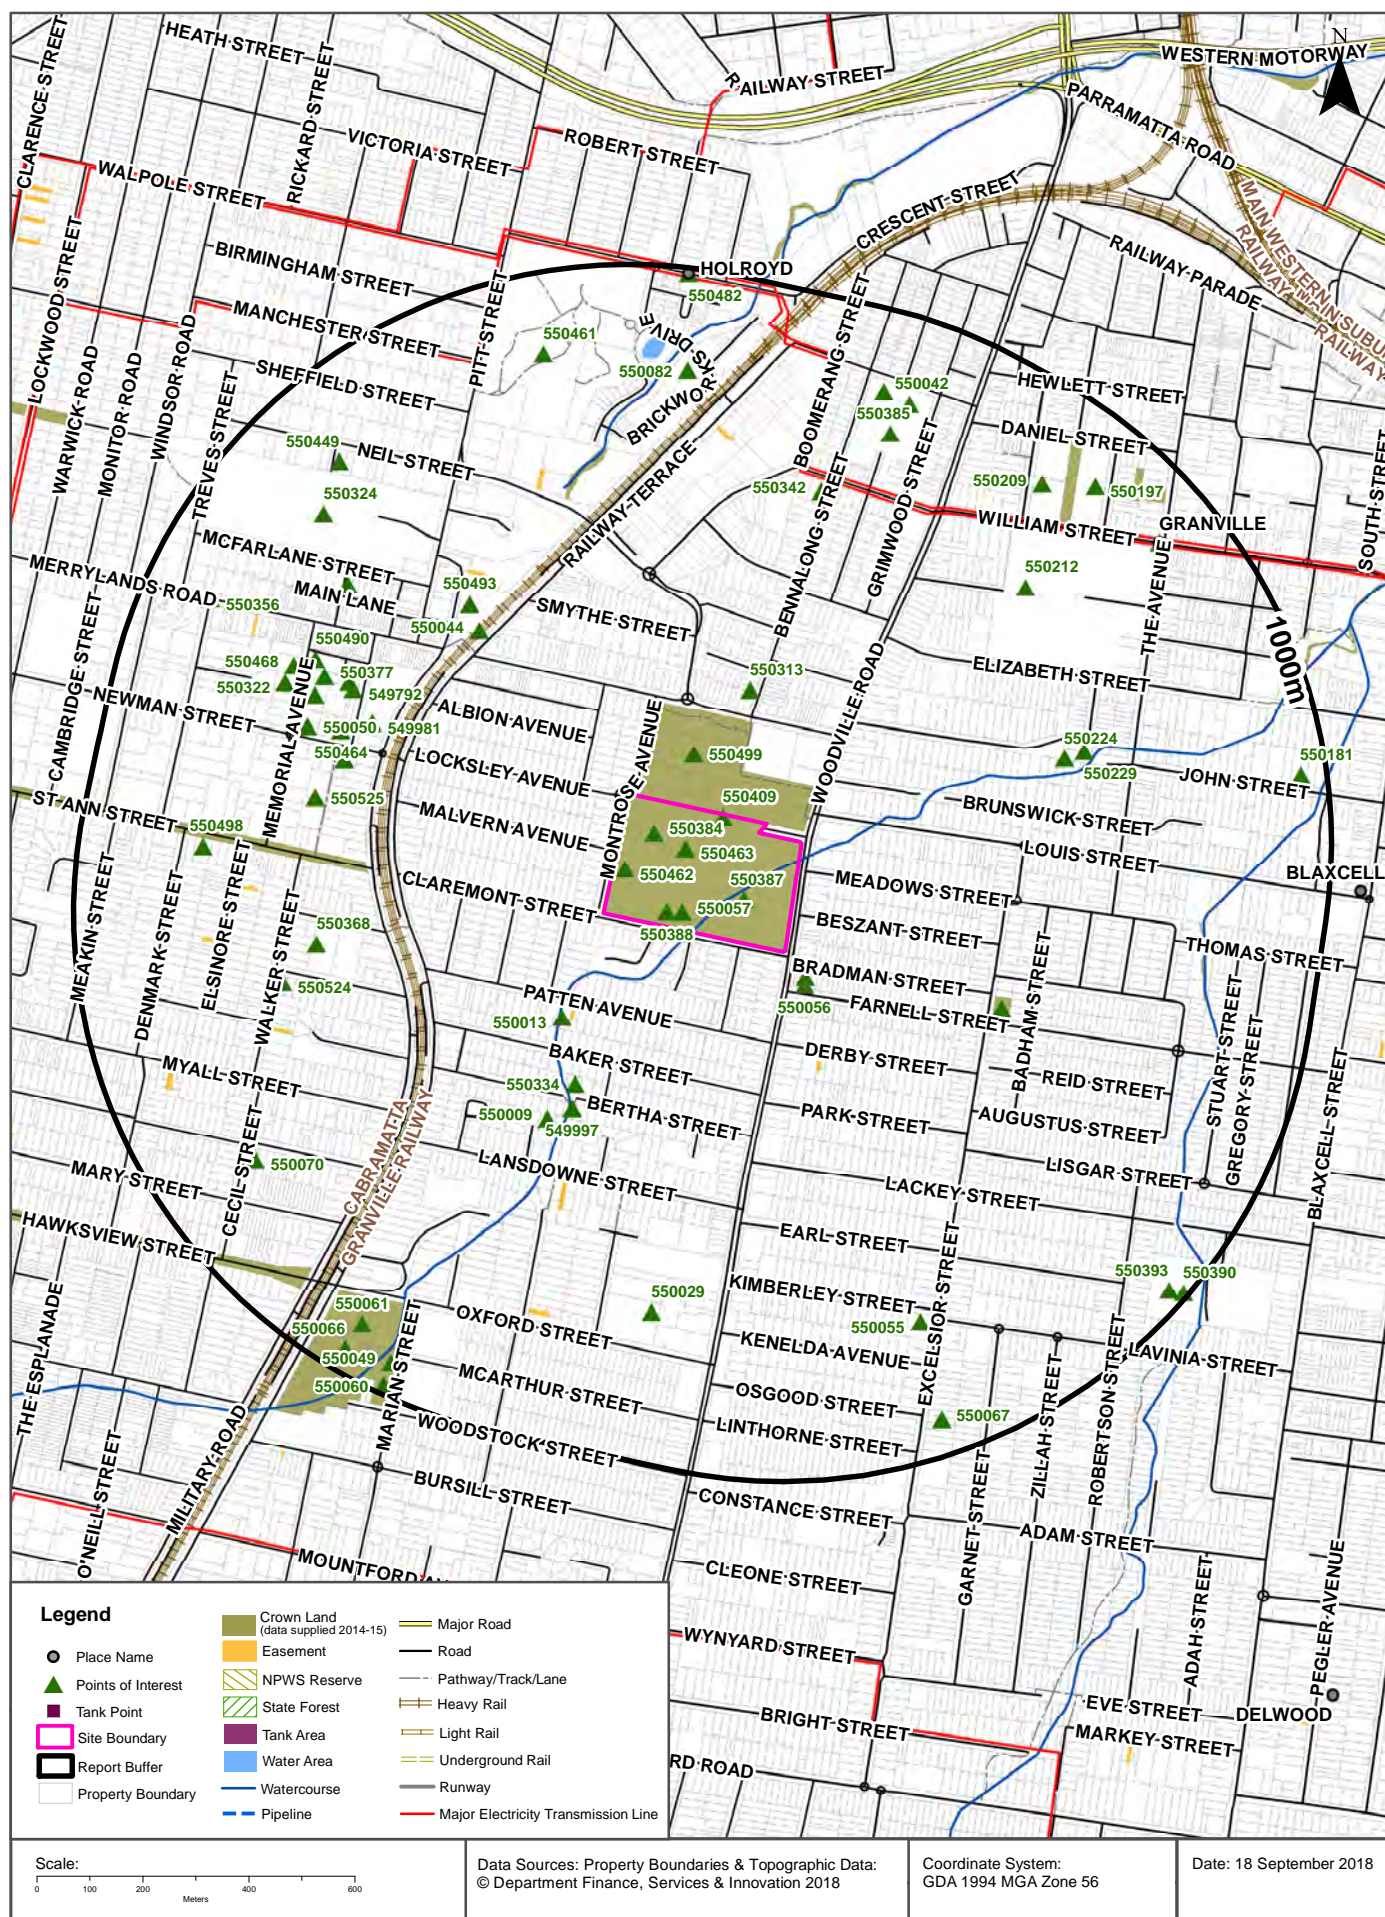 N
HEATH STREET
CLARENCE STREET
RICKARD STREET
RAILWAY STREET
WESTERN MOTORWAY
PARRAMATTA ROAD
VICTORIA STREET
ROBERT STREET
WALPOLE STREET
CRESCENT STREET
MAIN WESTERN
RAILWAY
MAIN SUBU
RAILWAY
RAILWAY PARADE
BIRMINGHAM STREET
HOLROYD
550482
LOCKWOOD STREET
PITT STREET
MANCHESTER STREET
550461
BRICKWORKS DRIVE
550082
BOOMERANG STREET
WARWICK ROAD
MONITOR ROAD
WINDSOR ROAD
SHEFFIELD STREET
550042
550385
HEWLETT STREET
DANIEL STREET
TREVES STREET
550449
NEIL STREET
550324
RAILWAY TERRACE
550342
BENNALONG STREET
GRIMWOOD STREET
550209
550197
WILLIAM STREET
GRANVILLE
SOUTH STREET
MCFARLANE STREET
MERRYLANDS ROAD
550356
MAIN LANE
550493
550044
SMYTHE STREET
550212
THE AVENUE
1000m
CAMBRIDGE STREET
550490
550468
550377
550322
549792
NEWMAN STREET
MEMORIAL AVENUE
550050
549981
550464
ALBION AVENUE
550313
WOODVILLE ROAD
ELIZABETH STREET
LOCKSLEY AVENUE
MONTROSE AVENUE
550499
550224
550229
550181
JOHN STREET
ST ANN STREET
550525
MALVERN AVENUE
550409
BRUNSWICK STREET
550498
550384
550463
LOUIS STREET
BLAXCELL
CLAREMONT STREET
550462
550387
MEADOWS STREET
MEAKIN STREET
DENMARK STREET
ELSINORE STREET
WALKER STREET
550368
550057
550388
BESZANT STREET
THOMAS STREET
550524
BRADMAN STREET
550056
FARNELL STREET
PATTEN AVENUE
550013
BADHAM STREET
STUART STREET
GREGORY STREET
MYALL STREET
BAKER STREET
DERBY STREET
REID STREET
550334
BERTHA STREET
550009
549997
PARK STREET
AUGUSTUS STREET
CABRAMATTA
GRANVILLE RAILWAY
CECIL STREET
550070
LANSDOWNE STREET
LISGAR STREET
BLAXCELL STREET
MARY STREET
LACKEY STREET
HAWKSVIEW STREET
EARL STREET
EXCELSIOR STREET
KIMBERLEY STREET
550393
550390
THE ESPLANADE
550061
550066
550049
550060
MARIAN STREET
OXFORD STREET
550029
550055
KENELDA AVENUE
LAVINIA STREET
MCARTHUR STREET
OSGOOD STREET
ZILLAH STREET
ROBERTSON STREET
550067
LINTHORNE STREET
MILITARY ROAD
WOODSTOCK STREET
O'NEILL STREET
BURSILL STREET
CONSTANCE STREET
GARNET STREET
ADAM STREET
MOUNTFORD AV
CLEONE STREET
ADAH STREET
PEGLER AVENUE
WYNYARD STREET
EVE STREET
DELWOOD
BRIGHT STREET
MARKEY STREET
RD ROAD
Legend
Place Name
Points of Interest
Tank Point
Site Boundary
Report Buffer
Property Boundary
Crown Land
(data supplied 2014-15)
Easement
NPWS Reserve
State Forest
Tank Area
Water Area
Watercourse
Pipeline
Major Road
Road
Pathway/Track/Lane
Heavy Rail
Light Rail
Underground Rail
Runway
Major Electricity Transmission Line
Scale:
0 100 200 400 600
Meters
Data Sources: Property Boundaries & Topographic Data:
© Department Finance, Services & Innovation 2018
Coordinate System:
GDA 1994 MGA Zone 56
Date: 18 September 2018